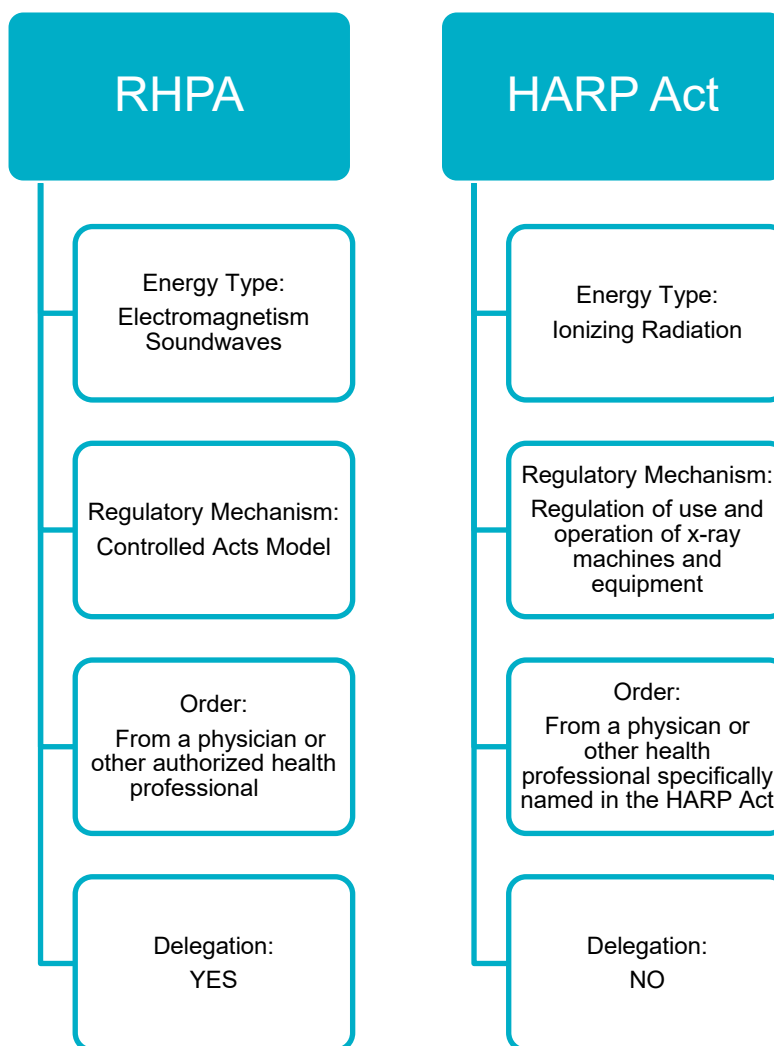 RHPA
Energy Type:
Electromagnetism
Soundwaves
Regulatory Mechanism:
Controlled Acts Model
Order:
From a physician or
other authorized health
professional
Delegation:
YES
HARP Act
Energy Type:
Ionizing Radiation
Regulatory Mechanism:
Regulation of use and
operation of x-ray
machines and
equipment
Order:
From a physican or
other health
professional specifically
named in the HARP Act
Delegation:
NO